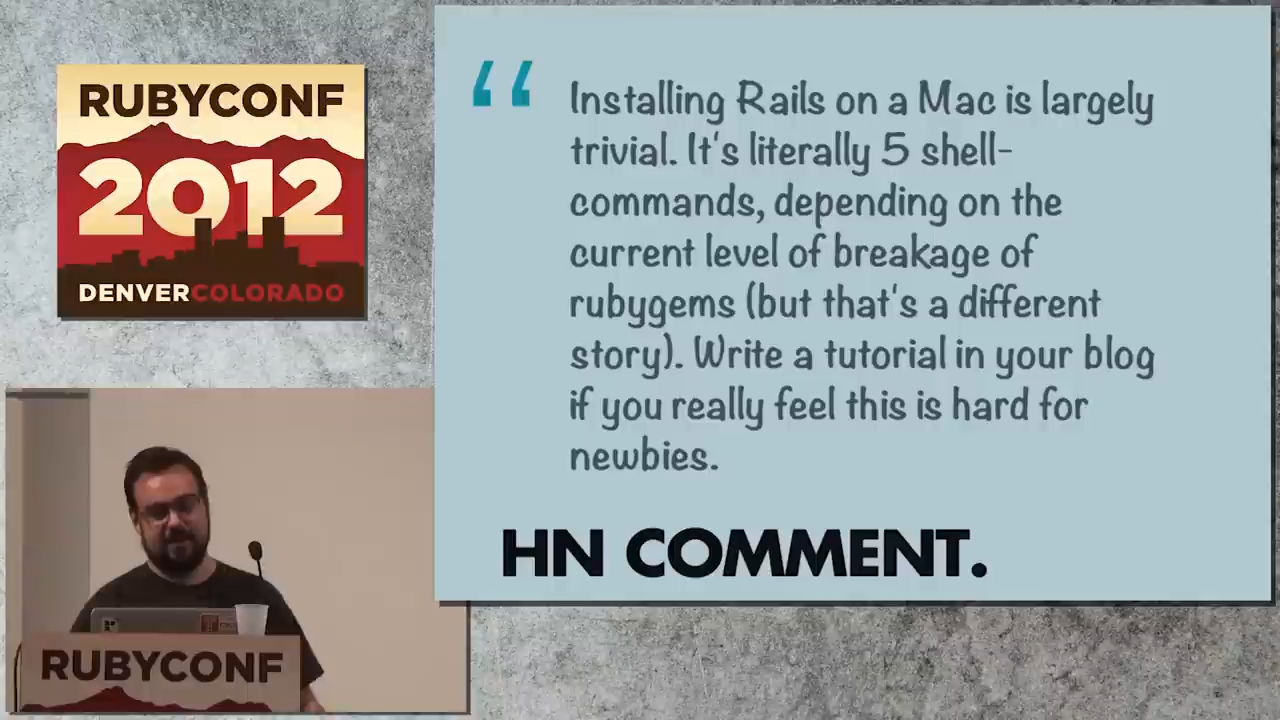 RUBYCONF
2012
DENVERCOLORADO
“
Installing Rails on a Mac is largely
trivial. It's literally 5 shell-
commands, depending on the
current level of breakage of
rubygems (but that's a different
story). Write a tutorial in your blog
if you really feel this is hard for
newbies.
HN COMMENT.
RUBYCONF